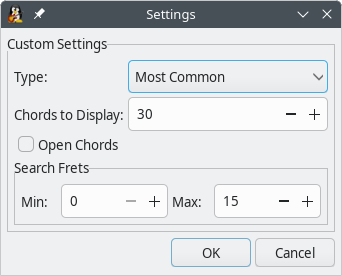 Settings
Custom Settings
Type: Most Common
Chords to Display: 30
Open Chords
Search Frets
Min: 0 Max: 15
OK Cancel